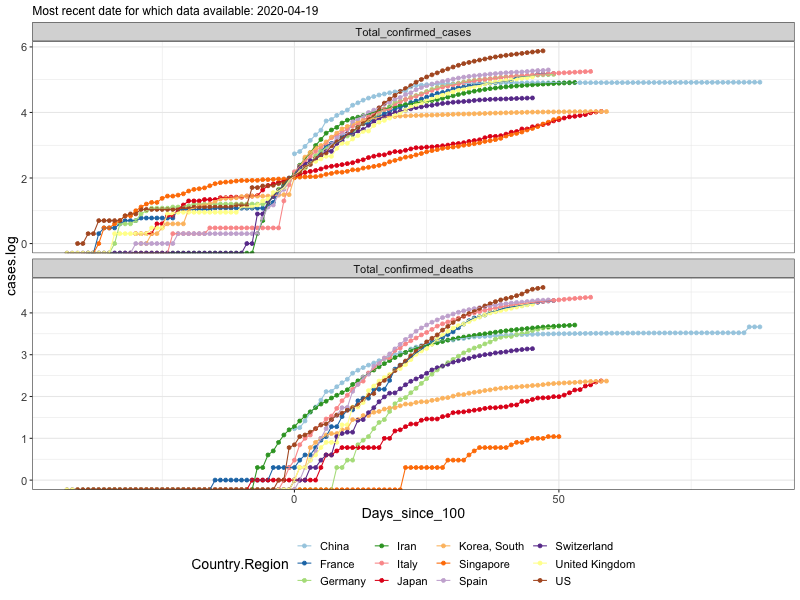 Most recent date for which data available: 2020-04-19
Total_confirmed_cases
6
4
2
0
cases.log
Total_confirmed_deaths
4
3
2
1
0
0 50
Days_since_100
Country.Region
China Iran Korea, South Switzerland
France Italy Singapore United Kingdom
Germany Japan Spain US